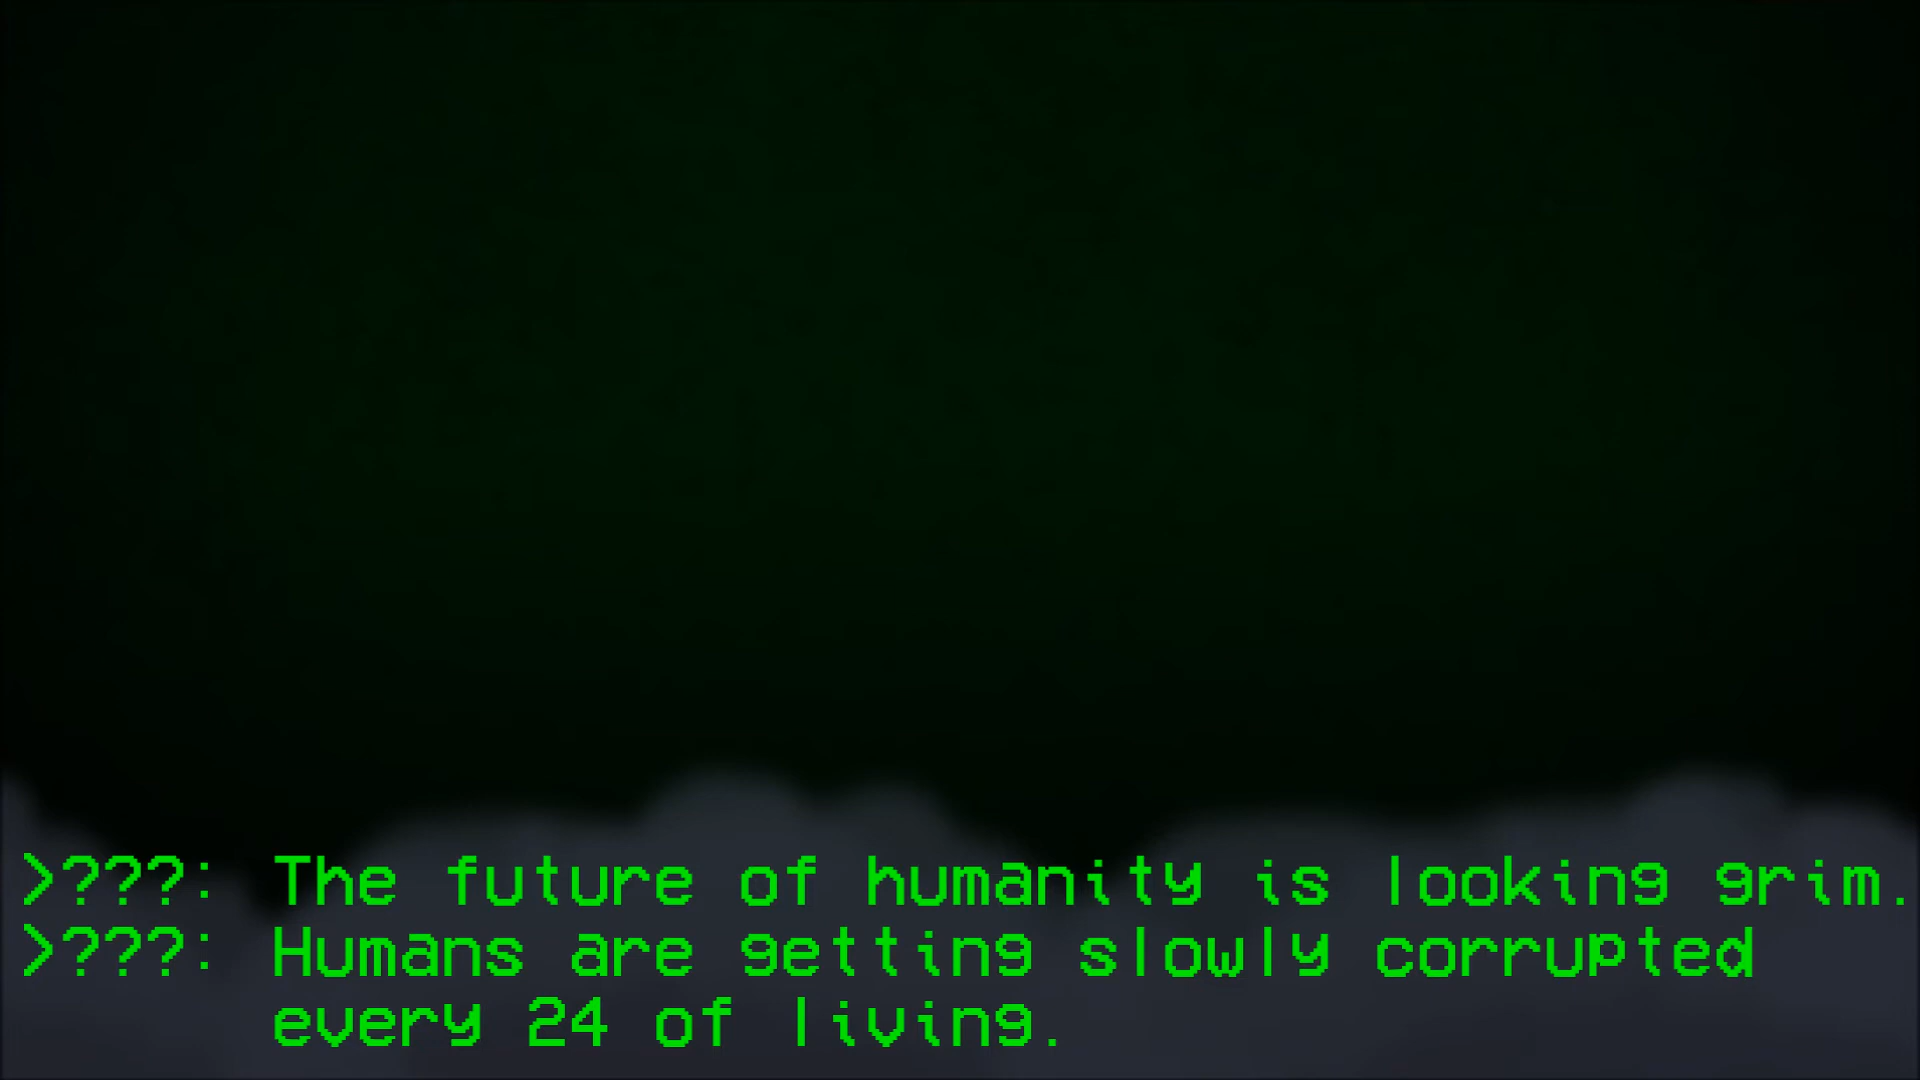 >???: The future of humanity is looking grim.
>???: Humans are getting slowly corrupted
every 24 of living.